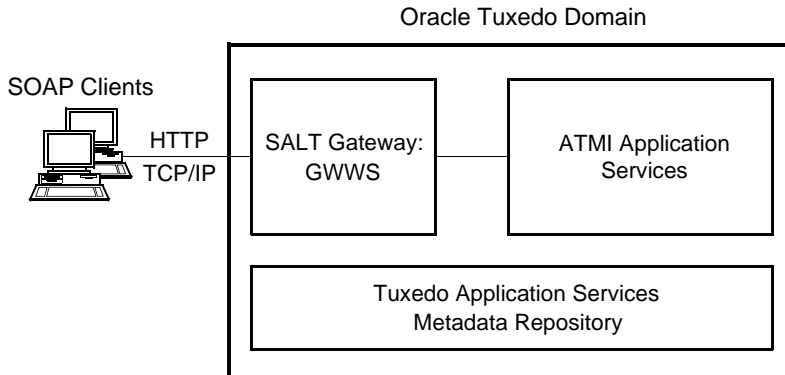 Oracle Tuxedo Domain
SOAP Clients
HTTP
TCP/IP
SALT Gateway:
GWWS
ATMI Application
Services
Tuxedo Application Services
Metadata Repository